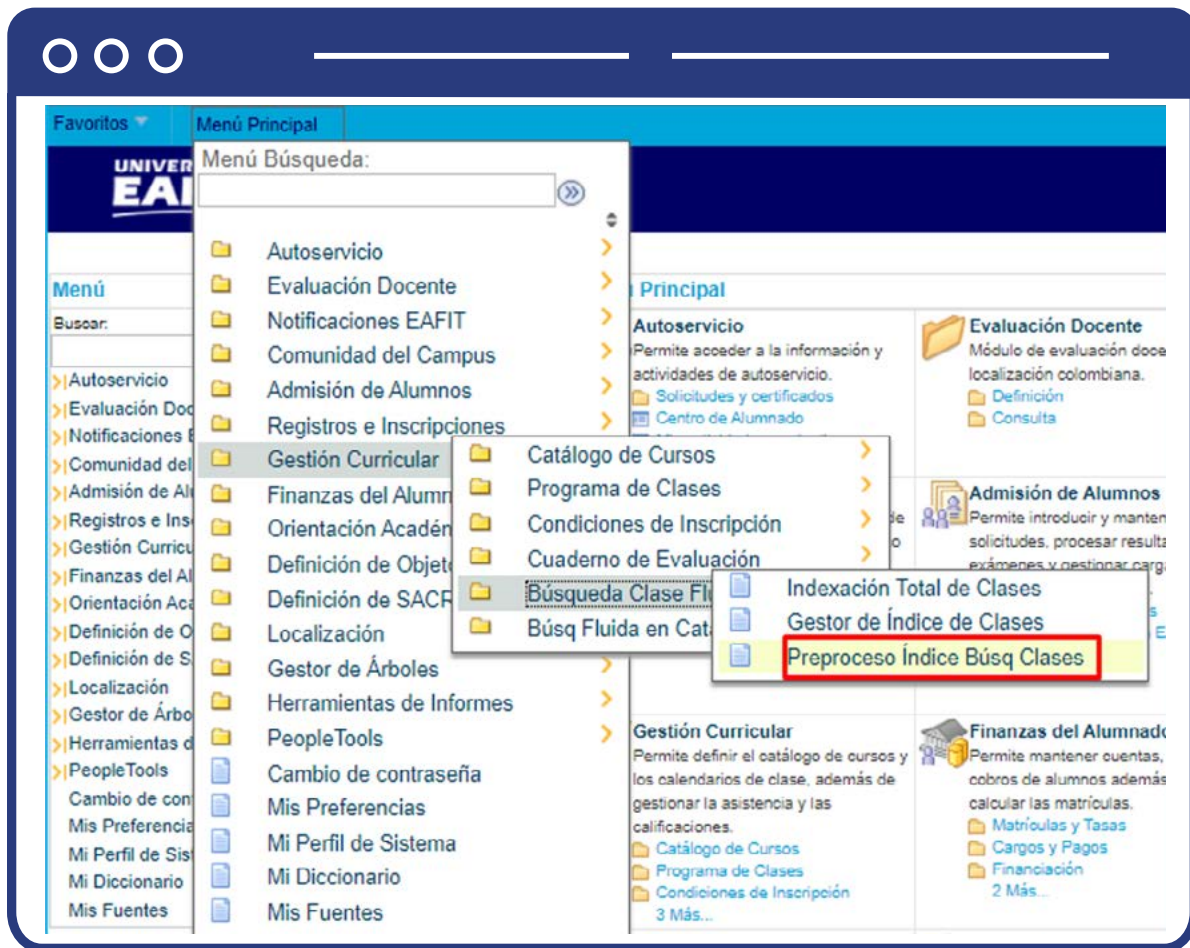 Favoritos
Menú Principal
UNIVER
EAI
Menú Búsqueda:
Autoservicio
Evaluación Docente
Notificaciones EAFIT
Comunidad del Campus
Admisión de Alumnos
Registros e Inscripciones
Gestión Curricular
Finanzas del Alumn
Orientación Académ
Definición de Objet
Definición de SACR
Localización
Gestor de Árboles
Herramientas de Informes
PeopleTools
Cambio de contraseña
Mis Preferencias
Mi Perfil de Sistema
Mi Diccionario
Mis Fuentes
Catálogo de Cursos
Programa de Clases
Condiciones de Inscripción
Cuaderno de Evaluación
Búsqueda Clase Flu
Búsq Fluida en Cat
Indexación Total de Clases
Gestor de Índice de Clases
Preproceso Índice Búsq Clases
Menú
Buscar:
Autoservicio
Evaluación Doc
Notificaciones E
Comunidad del
Admisión de Alu
Registros e Ins
Gestión Curricu
Finanzas del Al
Orientación Aca
Definición de O
Definición de S
Localización
Gestor de Árbo
Herramientas d
PeopleTools
Cambio de con
Mis Preferencia
Mi Perfil de Sis
Mi Diccionario
Mis Fuentes
Principal
Autoservicio
Permite acceder a la información y
actividades de autoservicio.
Solicitudes y certificados
Centro de Alumnado
Evaluación Docente
Módulo de evaluación doce
localización colombiana.
Definición
Consulta
Admisión de Alumnos
Permite introducir y manten
solicitudes, procesar resulta
exámenes y gestionar carga
Gestión Curricular
Permite definir el catálogo de cursos y
los calendarios de clase, además de
gestionar la asistencia y las
calificaciones.
Catálogo de Cursos
Programa de Clases
Condiciones de Inscripción
3 Más...
Finanzas del Alumnado
Permite mantener cuentas,
cobros de alumnos además
calcular las matrículas.
Matrículas y Tasas
Cargos y Pagos
Financiación
2 Más...